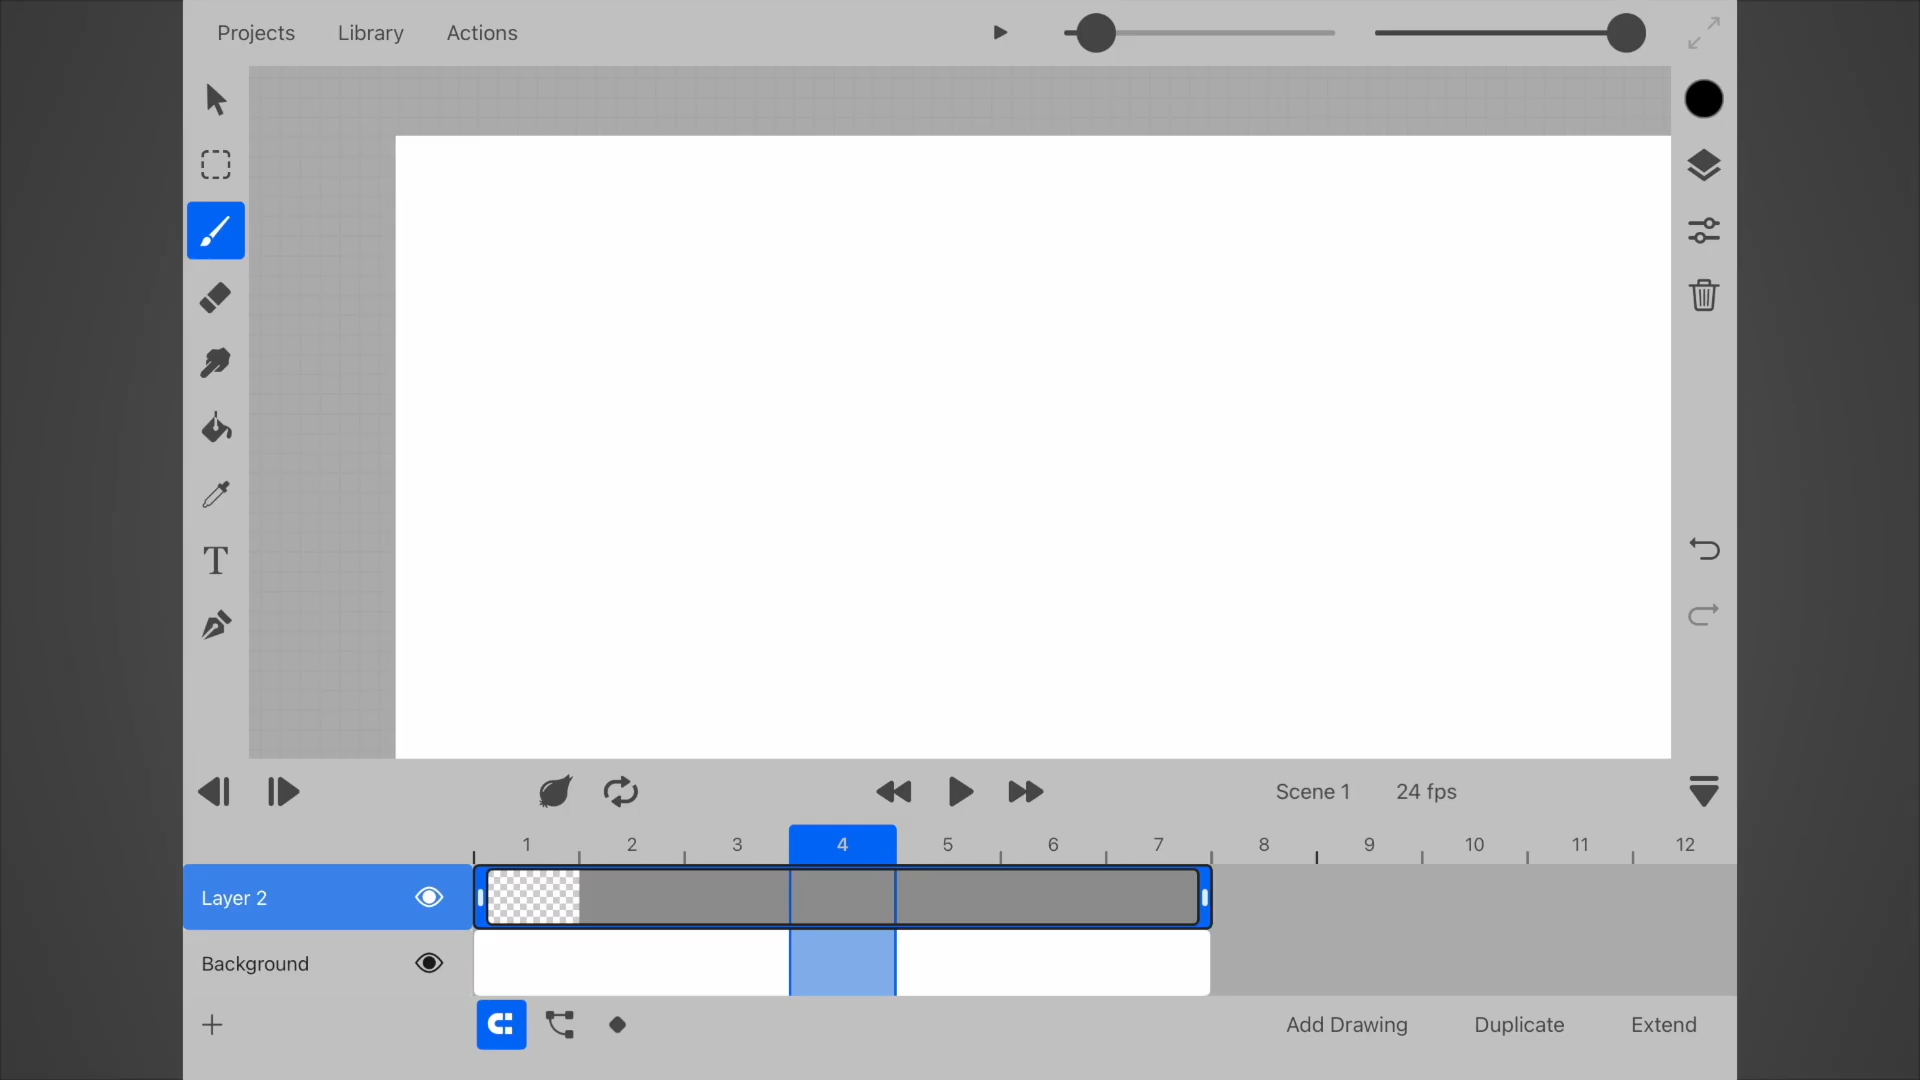 Projects Library Actions
T
Scene 1 24 fps
1 2 3 4 5 6 7 8 9 10 11 12
Layer 2
Background
Add Drawing Duplicate Extend